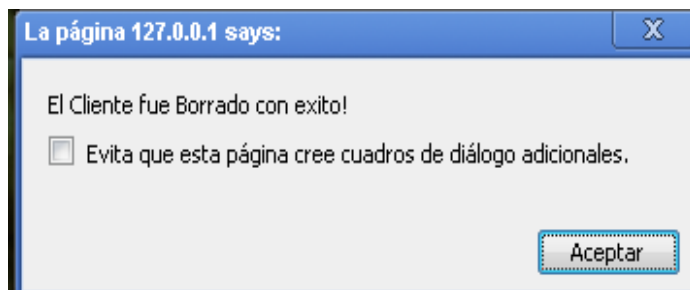 La página 127.0.0.1 says:
X
El Cliente fue Borrado con exito!
Evita que esta página cree cuadros de diálogo adicionales.
Aceptar